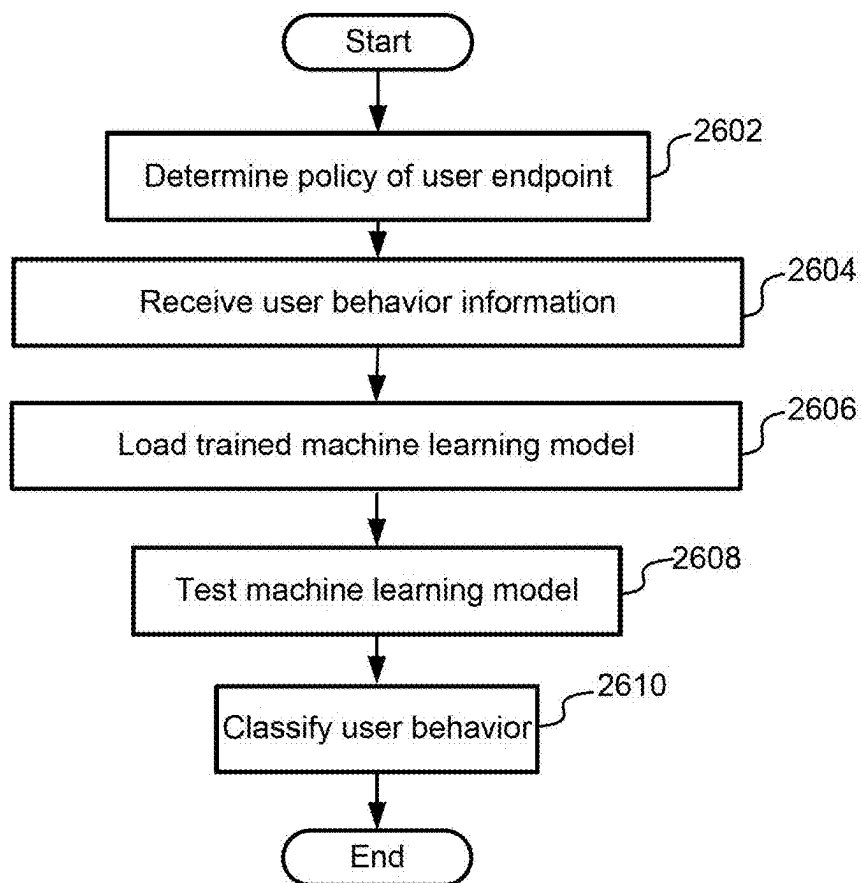 Start
2602
Determine policy of user endpoint
2604
Receive user behavior information
2606
Load trained machine learning model
2608
Test machine learning model
2610
Classify user behavior
End